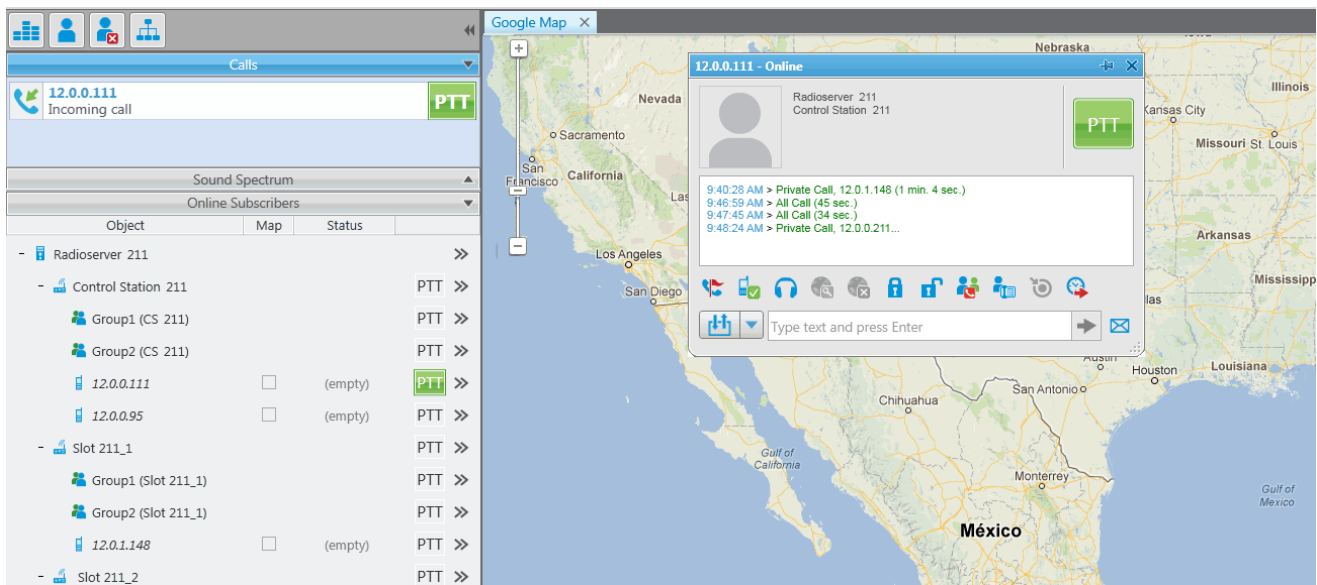 Calls
12.0.0.111
Incoming call
PTT
Sound Spectrum
Online Subscribers
Object Map Status
- Radioserver 211
- Control Station 211 PTT
Group1 (CS 211) PTT
Group2 (CS 211) PTT
12.0.0.111 (empty) PTT
12.0.0.95 (empty) PTT
- Slot 211_1 PTT
Group1 (Slot 211_1) PTT
Group2 (Slot 211_1) PTT
12.0.1.148 (empty) PTT
- Slot 211_2 PTT
Google Map
12.0.0.111 - Online
Radioserver 211
Control Station 211
PTT
9:40:28 AM > Private Call, 12.0.1.148 (1 min. 4 sec.)
9:46:59 AM > All Call (45 sec.)
9:47:45 AM > All Call (34 sec.)
9:48:24 AM > Private Call, 12.0.0.211...
Type text and press Enter
Nebraska
Illinois
Nevada
Kansas City
Sacramento
Missouri St. Louis
San Francisco
California
Las
Arkansas
Los Angeles
San Diego
Mississipp
las
Austin
Houston
Louisiana
San Antonio
Chihuahua
Gulf of
California
Monterrey
Gulf of
Mexico
México